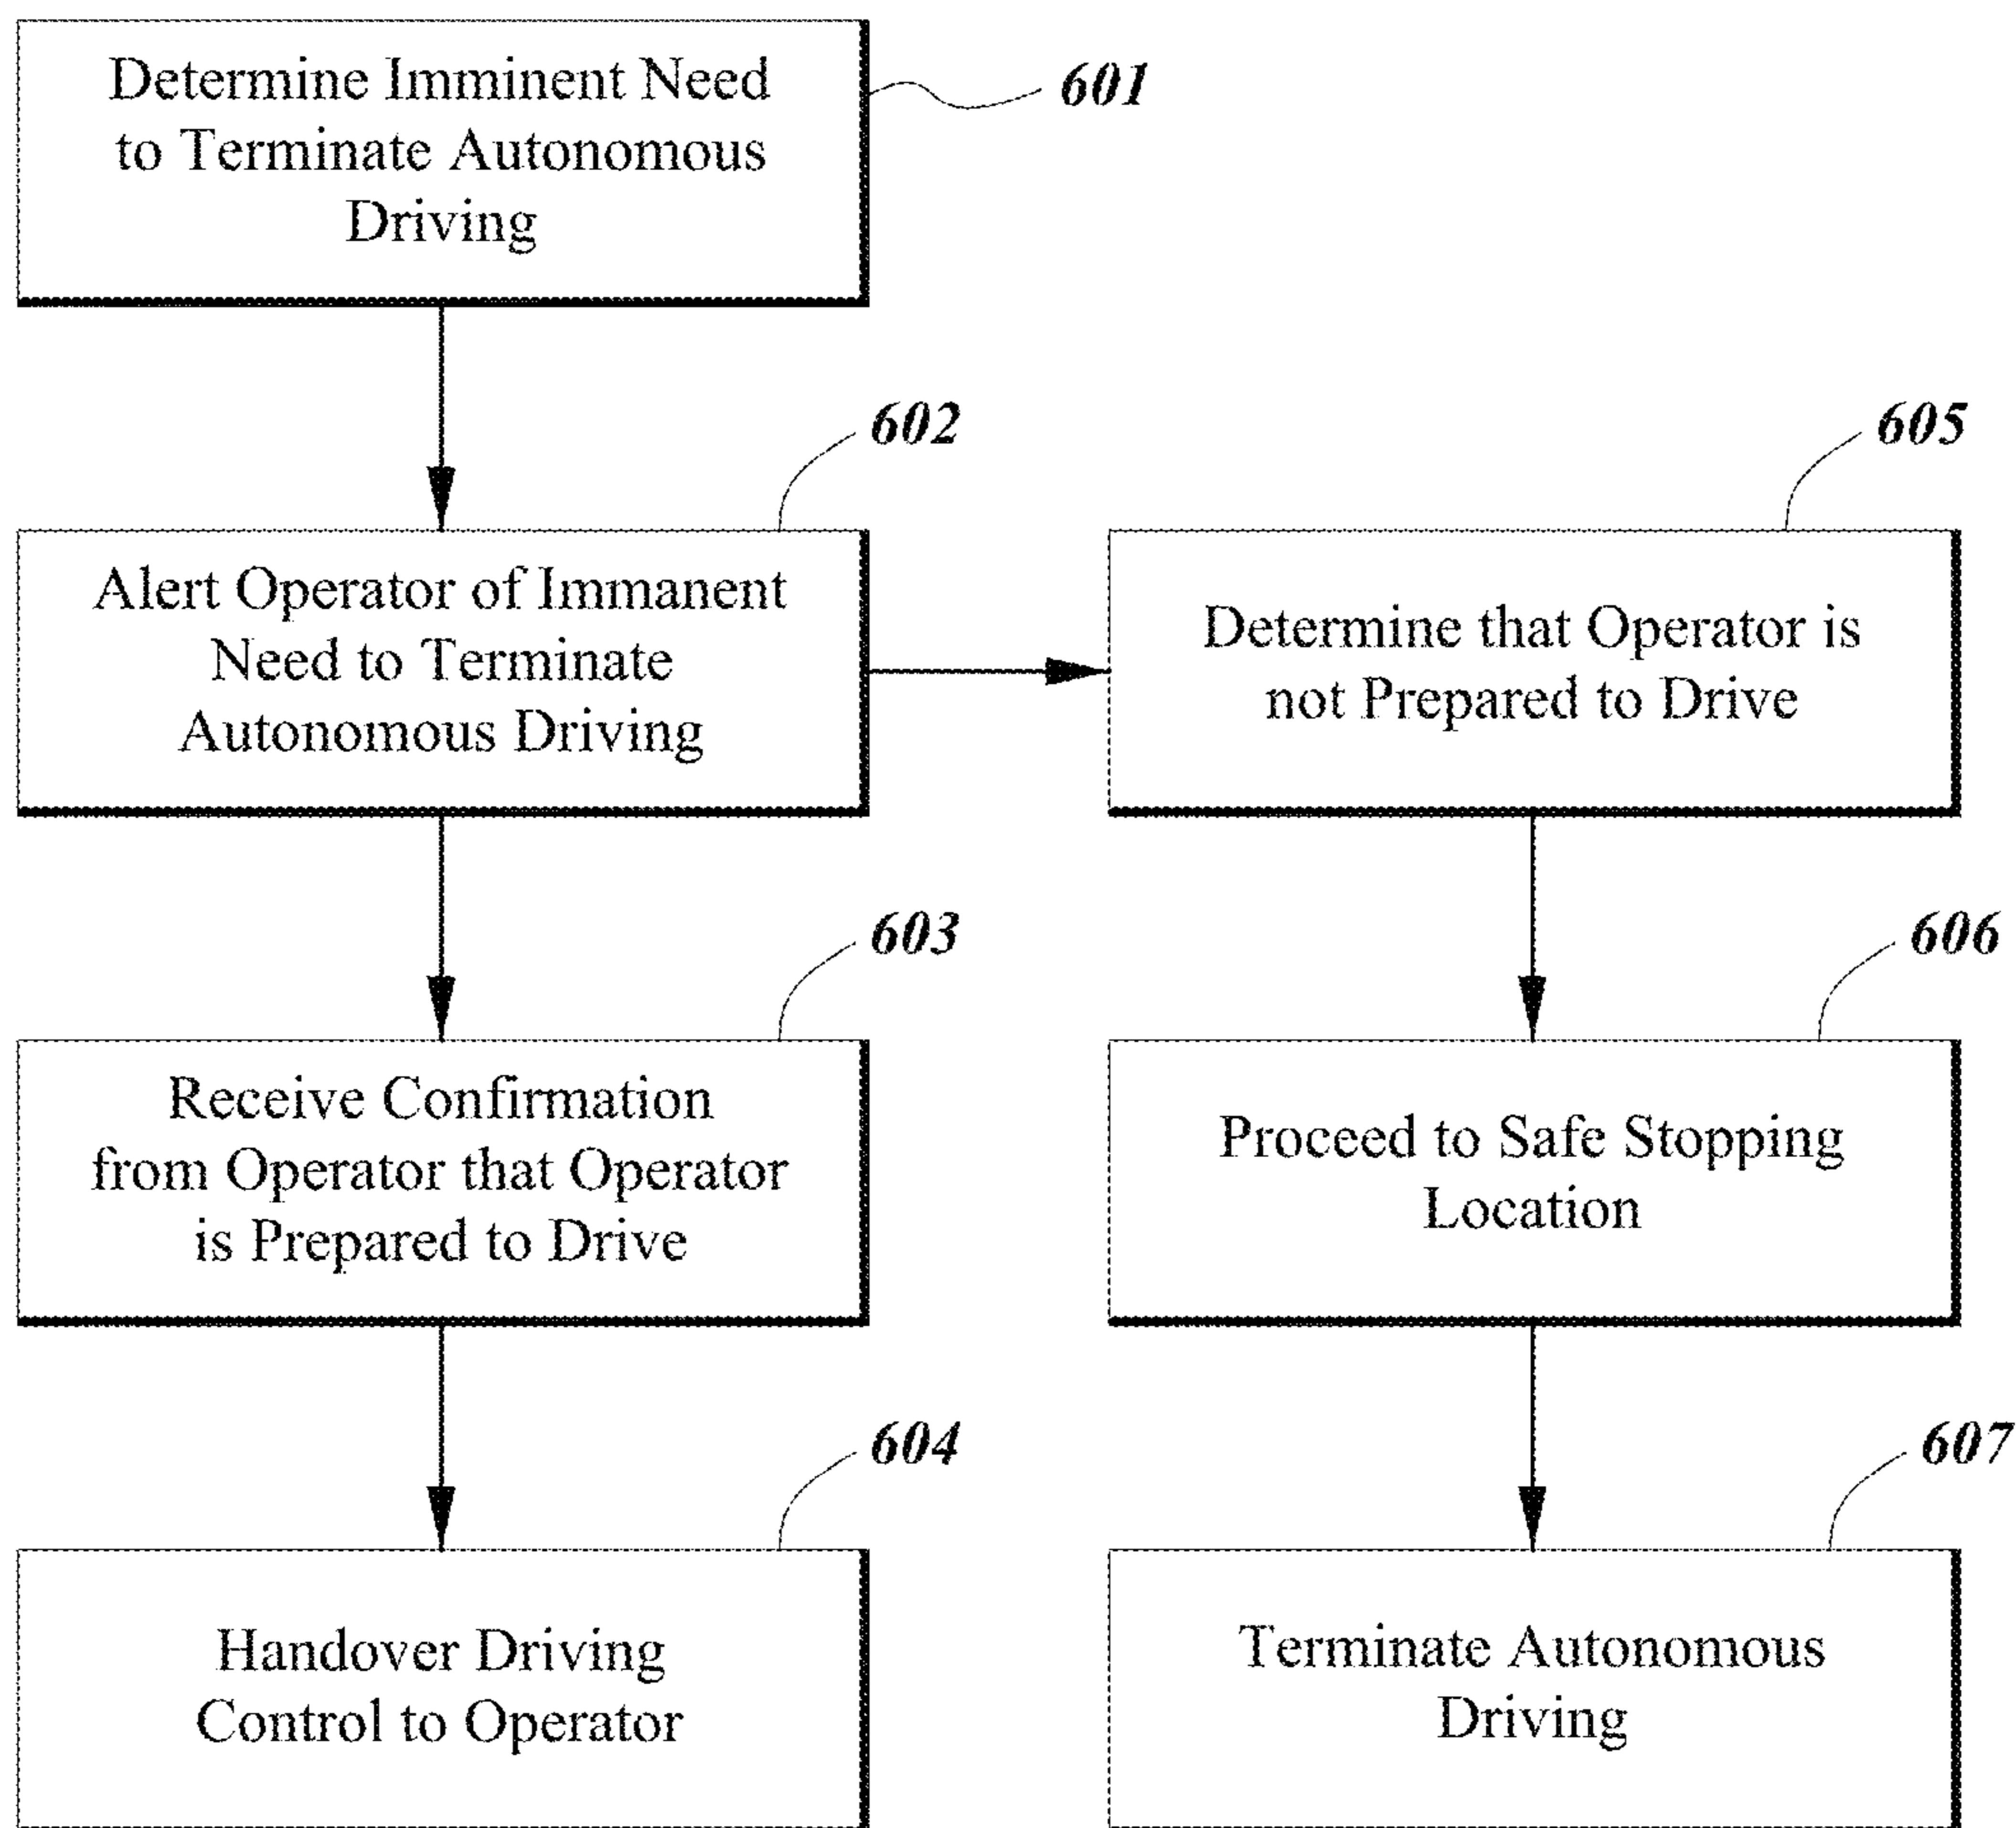 Determine Imminent Need
to Terminate Autonomous
Driving
601
602
Alert Operator of Immanent
Need to Terminate
Autonomous Driving
603
Receive Confirmation
from Operator that Operator
is Prepared to Drive
604
Handover Driving
Control to Operator
605
Determine that Operator is
not Prepared to Drive
606
Proceed to Safe Stopping
Location
607
Terminate Autonomous
Driving